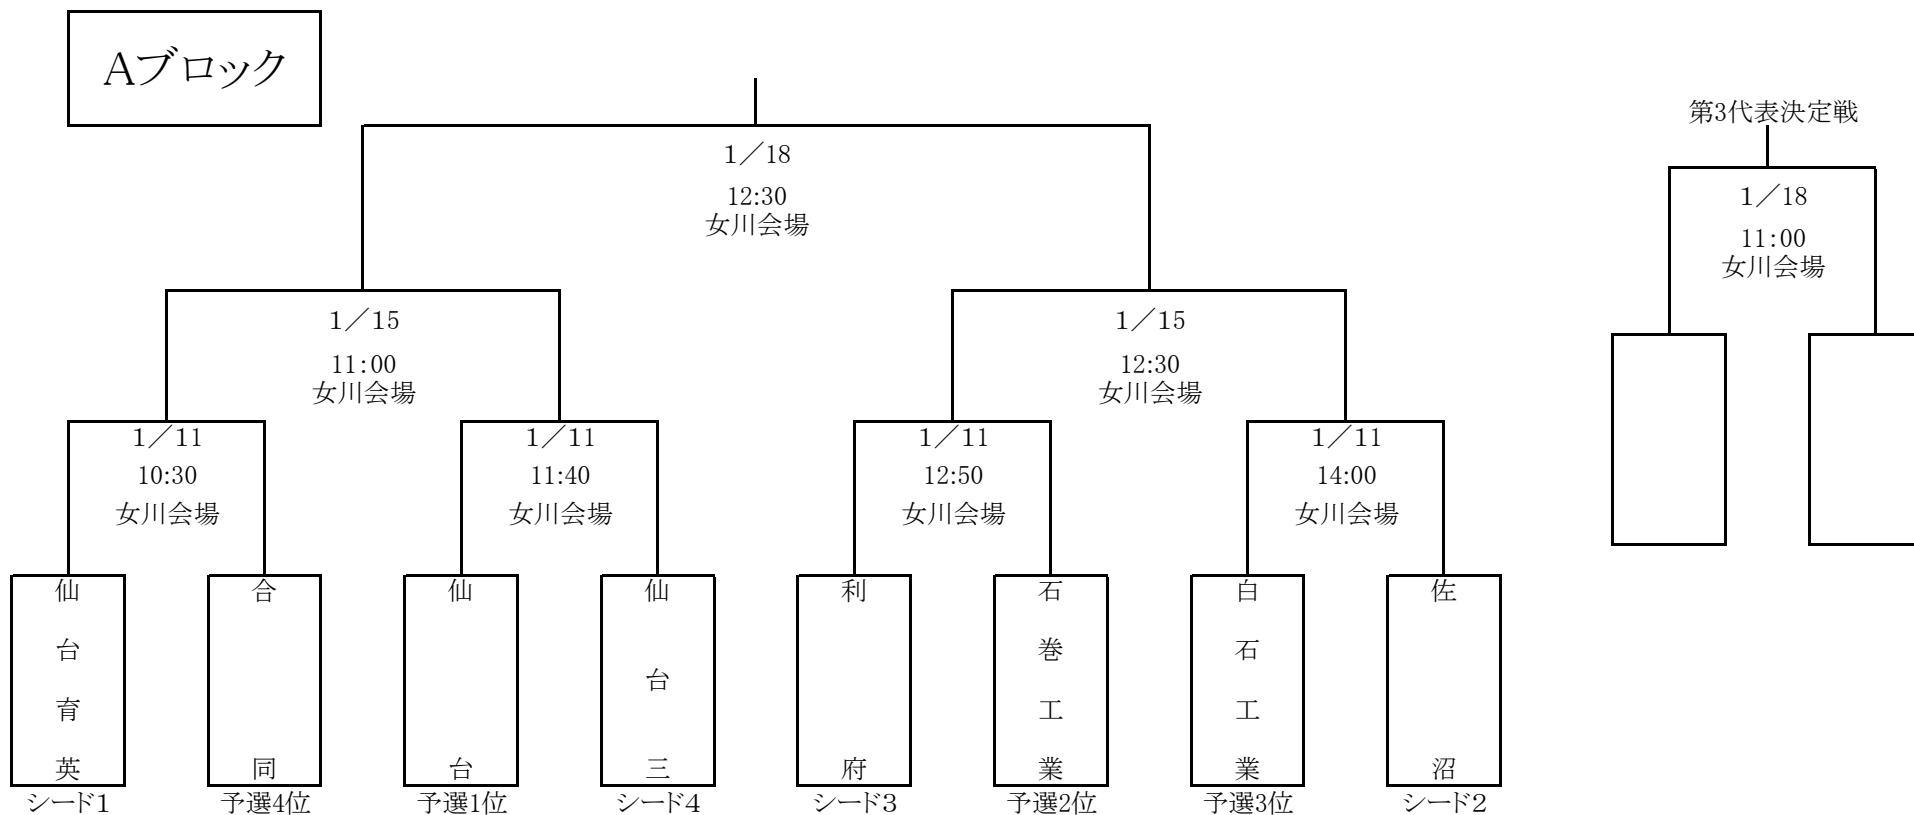 Aブロック
第3代表決定戦
1／18
12:30
女川会場
1／18
11:00
女川会場
1／15
11:00
女川会場
1／15
12:30
女川会場
1／11
10:30
女川会場
1／11
11:40
女川会場
1／11
12:50
女川会場
1／11
14:00
女川会場
仙台育英
合同
仙台
仙台三
利府
石巻工業
白石工業
佐沼
シード1
予選4位
予選1位
シード4
シード3
予選2位
予選3位
シード2